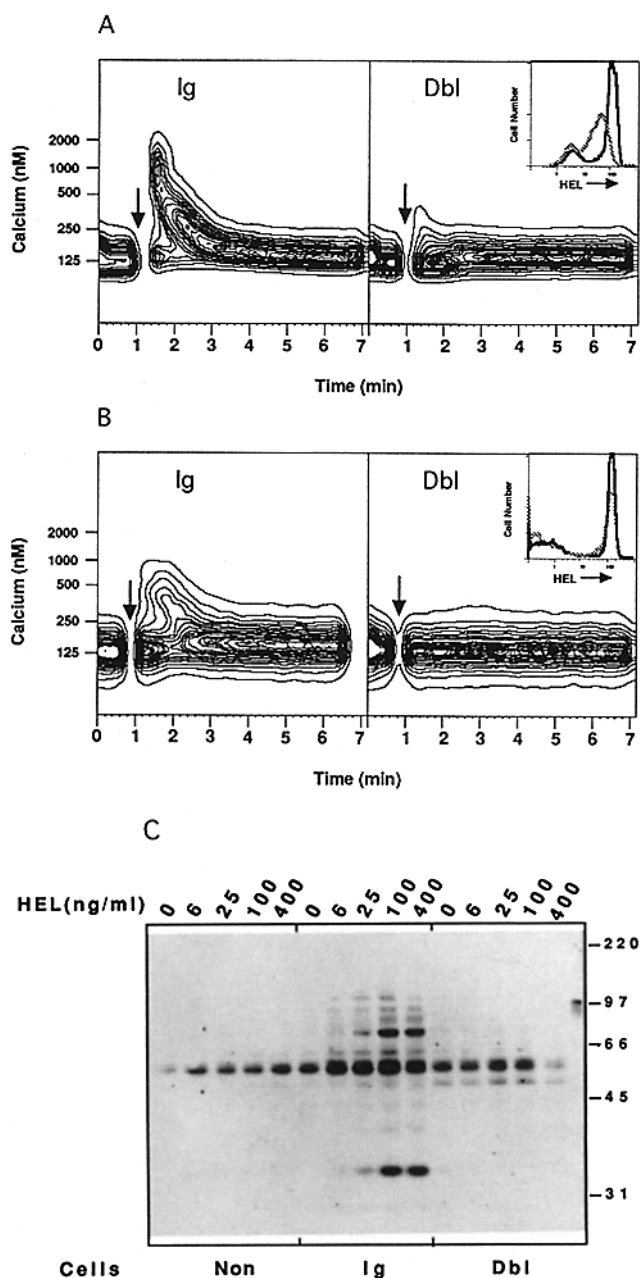 A
Ig
Dbl
Calcium (nM)
2000
1000
500
250
125
0 1 2 3 4 5 6 7
1 2 3 4 5 6 7
Time (min)
Cell Number
HEL
B
Ig
Dbl
Calcium (nM)
2000
1000
500
250
125
0 1 2 3 4 5 6 7
1 2 3 4 5 6 7
Time (min)
Cell Number
HEL
C
HEL(ng/ml) 0 6 25 100 400 0 6 25 100 400 0 6 25 100 400
220
97
66
45
31
Cells Non Ig Dbl